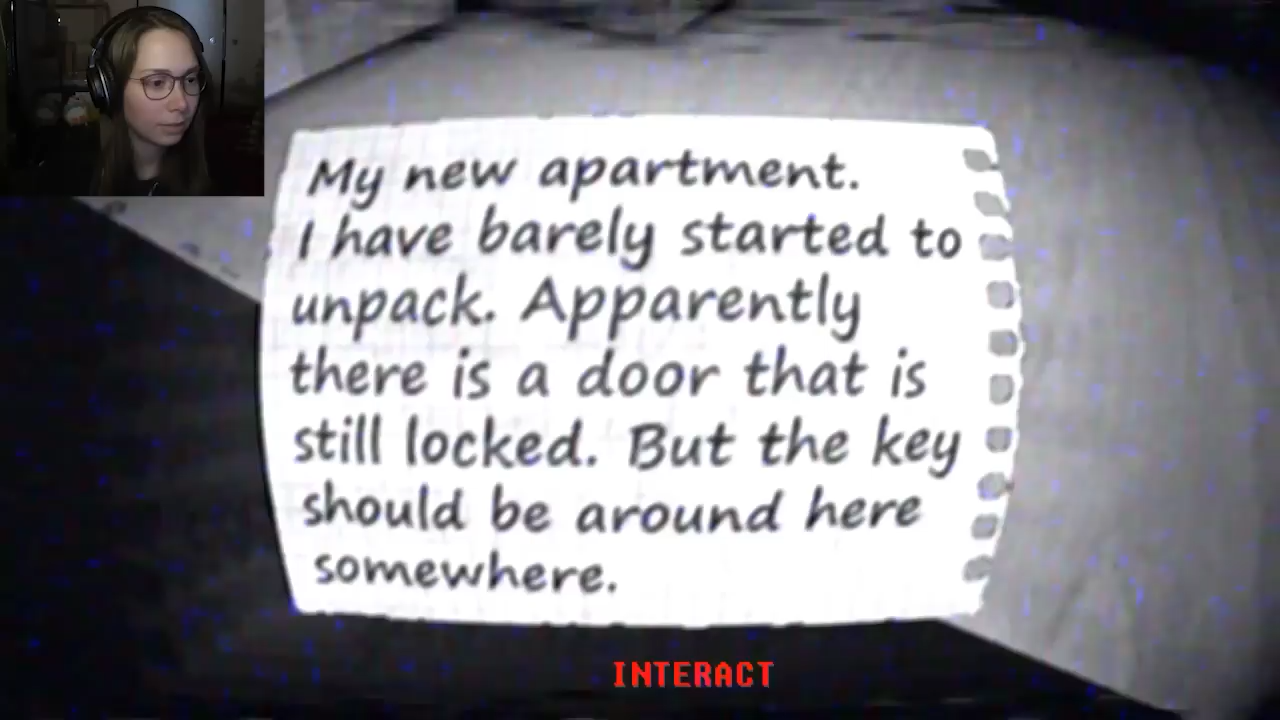 My new apartment.
I have barely started to
unpack. Apparently
there is a door that is
still locked. But the key
should be around here
somewhere.
INTERACT